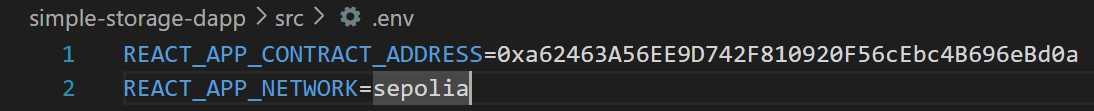 simple-storage-dapp > src > .env
1 REACT_APP_CONTRACT_ADDRESS=0xa62463A56EE9D742F810920F56cEbc4B696eBd0a
2 REACT_APP_NETWORK=sepolia